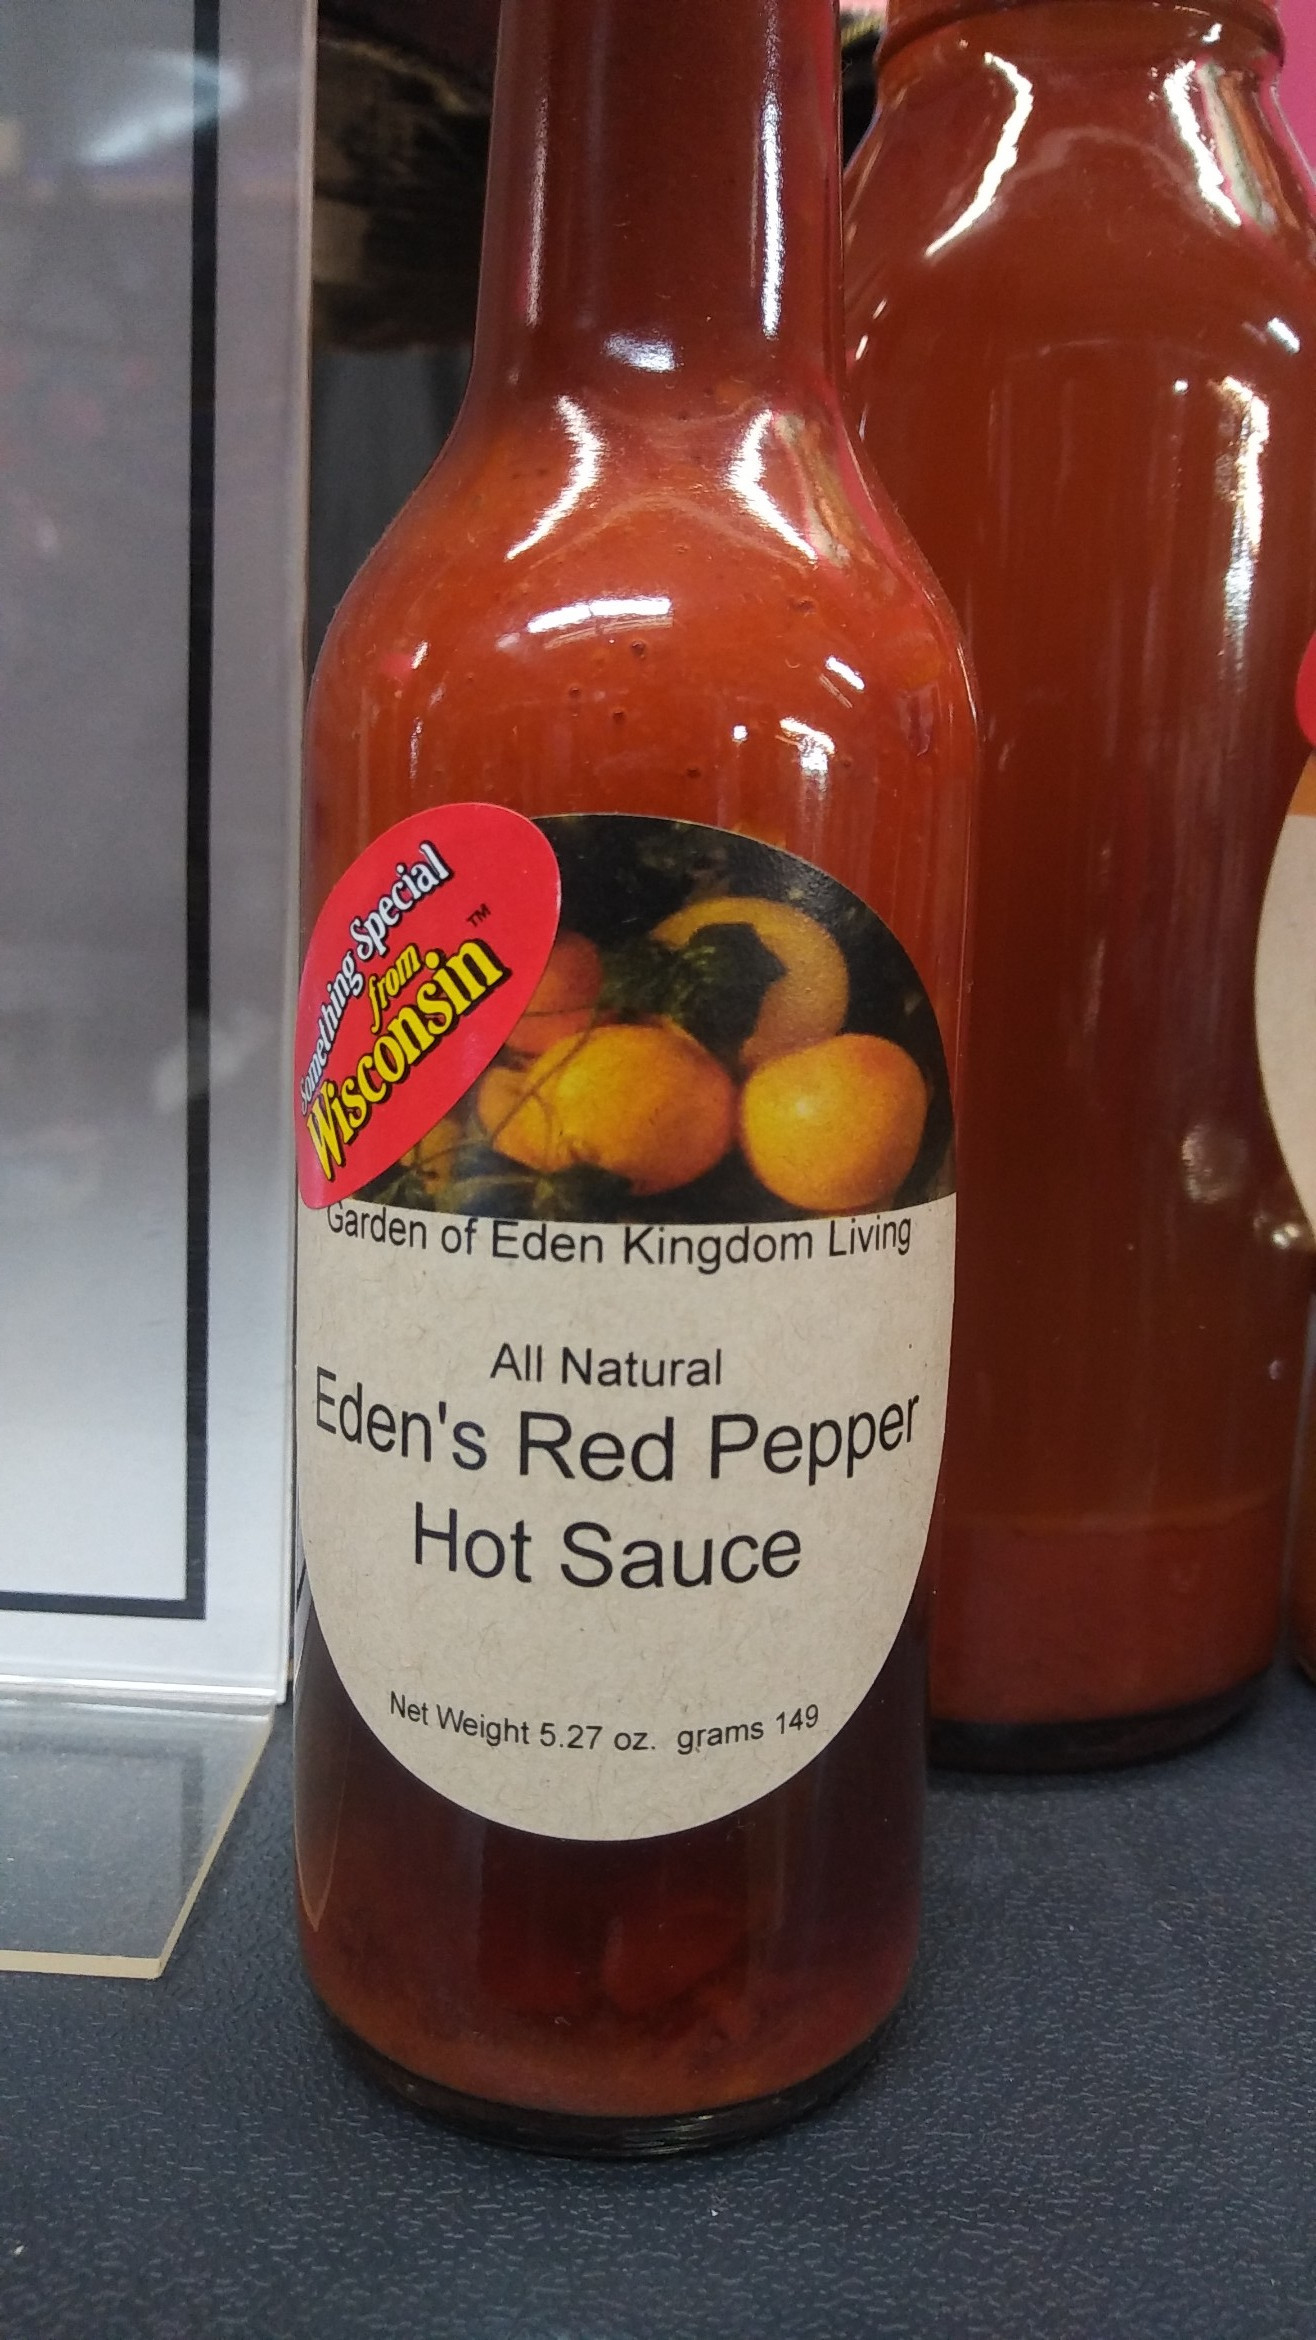 Something Special
from
Wisconsin TM
Garden of Eden Kingdom Living
All Natural
Eden's Red Pepper
Hot Sauce
Net Weight 5.27 oz. grams 149